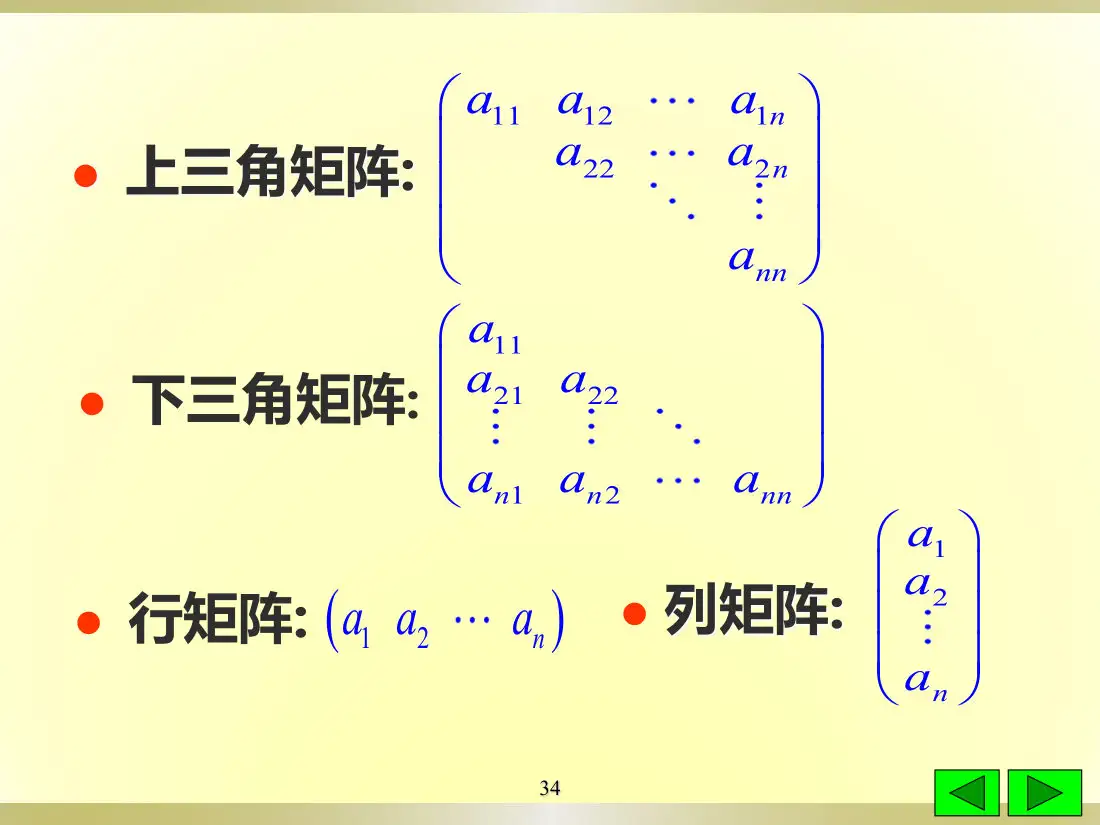 上三角矩阵:
a11 a12 ⋯ a1n
a22 ⋯ a2n
⋱ ⋮
ann
下三角矩阵:
a11
a21 a22
⋮ ⋮ ⋱
an1 an2 ⋯ ann
行矩阵: (a1 a2 ⋯ an)
列矩阵:
a1
a2
⋮
an
34